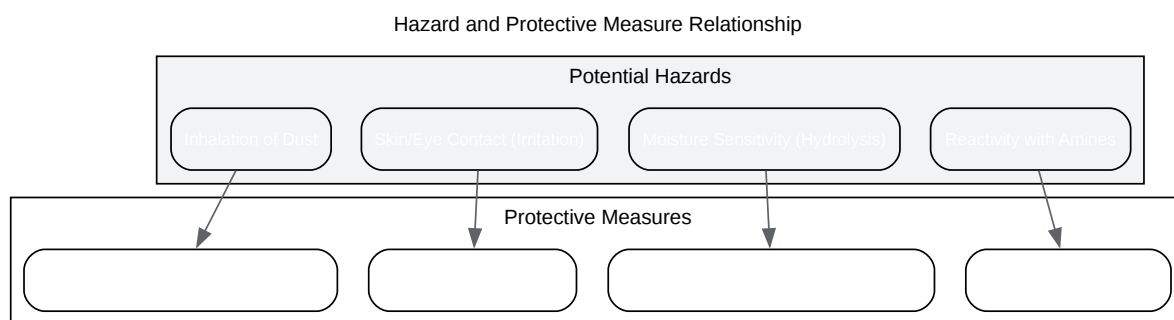 Hazard and Protective Measure Relationship
Potential Hazards
Inhalation of Dust
Skin/Eye Contact (Irritation)
Moisture Sensitivity (Hydrolysis)
Reactivity with Amines
Protective Measures